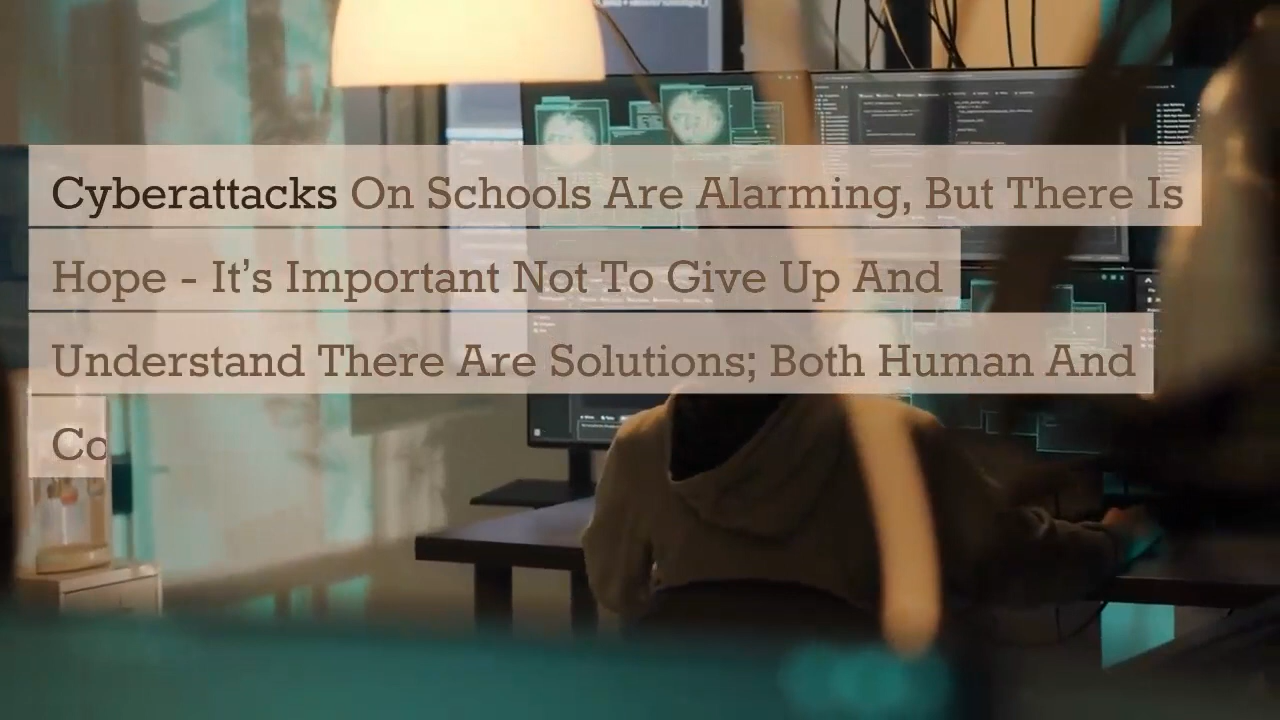 Cyberattacks On Schools Are Alarming, But There Is
Hope - It’s Important Not To Give Up And
Understand There Are Solutions; Both Human And
Co